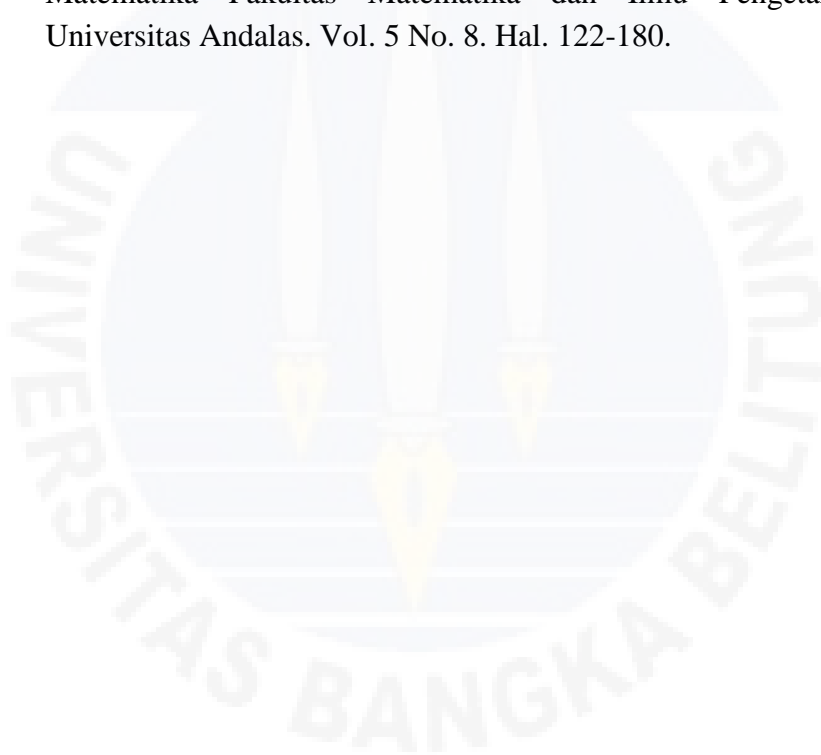 Matematika Fakultas Matematika dan Ilmu
Universitas Andalas. Vol. 5 No. 8. Hal. 122-180.
UNIVERSITAS BANGKA BELITUNG